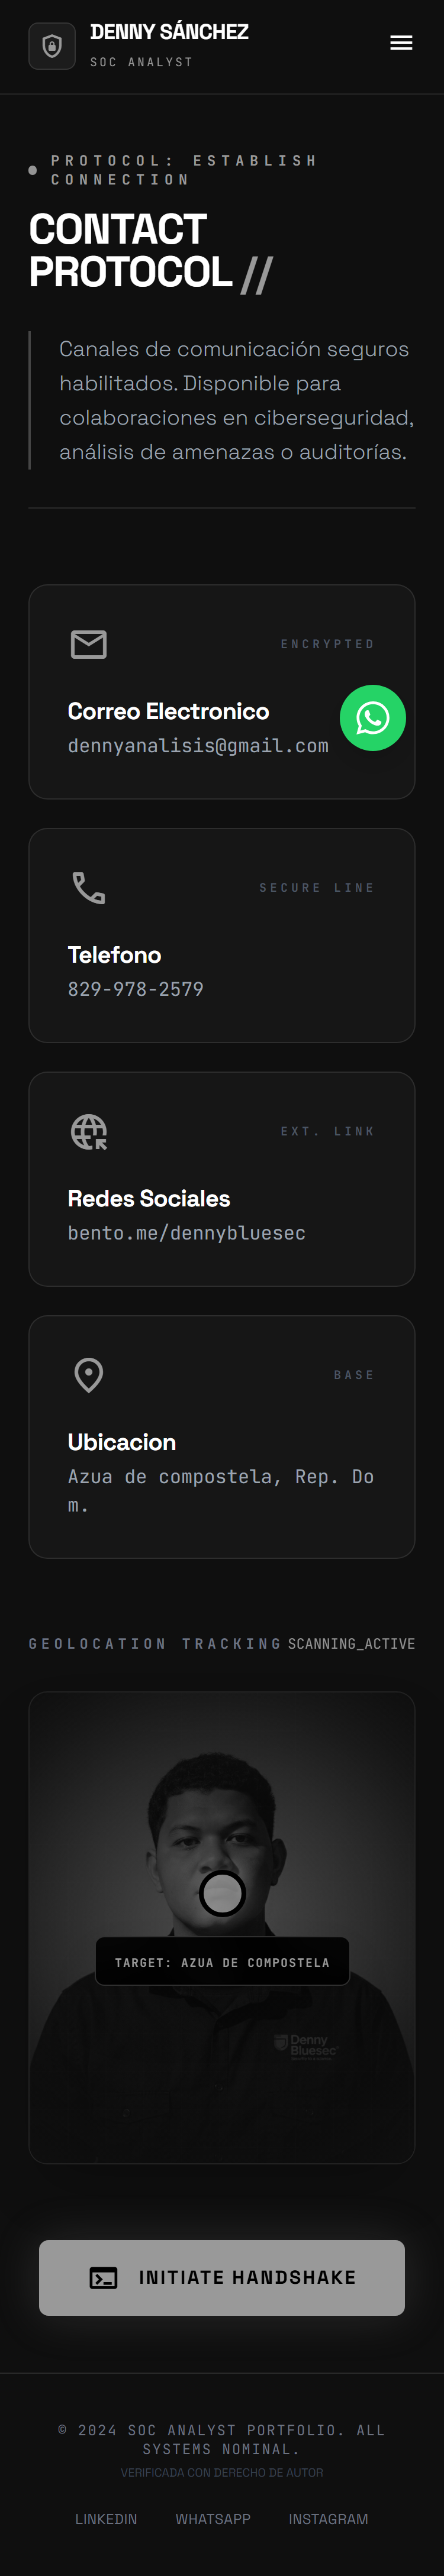 DENNY SÁNCHEZ
SOC ANALYST
PROTOCOL: ESTABLISH
CONNECTION
CONTACT
PROTOCOL //
Canales de comunicación seguros
habilitados. Disponible para
colaboraciones en ciberseguridad,
análisis de amenazas o auditorías.
ENCRYPTED
Correo Electronico
dennyanalisis@gmail.com
SECURE LINE
Telefono
829-978-2579
EXT. LINK
Redes Sociales
bento.me/dennybluesec
BASE
Ubicacion
Azua de compostela, Rep. Do
m.
GEOLOCATION TRACKING SCANNING_ACTIVE
TARGET: AZUA DE COMPOSTELA
Denny
Bluesec
INITIATE HANDSHAKE
© 2024 SOC ANALYST PORTFOLIO. ALL
SYSTEMS NOMINAL.
VERIFICADA CON DERECHO DE AUTOR
LINKEDIN WHATSAPP INSTAGRAM